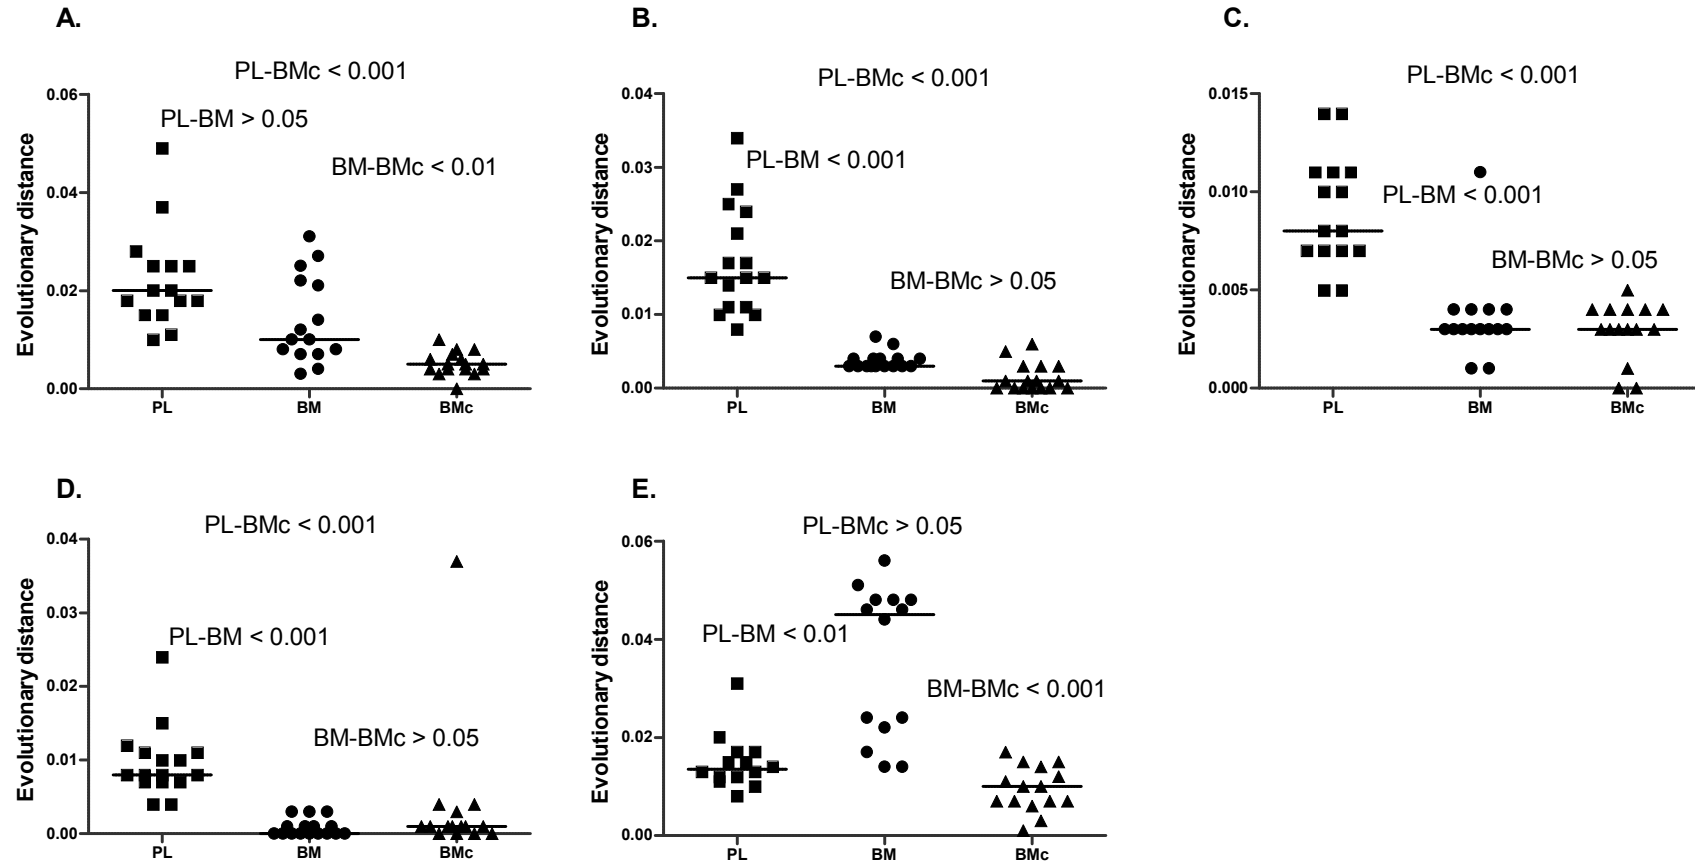 A.
PL-BMc < 0.001
PL-BM > 0.05
BM-BMc < 0.01
Evolutionary distance
0.06
0.04
0.02
0.00
PL BM BMc
B.
PL-BMc < 0.001
PL-BM < 0.001
BM-BMc > 0.05
Evolutionary distance
0.04
0.03
0.02
0.01
0.00
PL BM BMc
C.
PL-BMc < 0.001
PL-BM < 0.001
BM-BMc > 0.05
Evolutionary distance
0.015
0.010
0.005
0.000
PL BM BMc
D.
PL-BMc < 0.001
PL-BM < 0.001
BM-BMc > 0.05
Evolutionary distance
0.04
0.03
0.02
0.01
0.00
PL BM BMc
E.
PL-BMc > 0.05
PL-BM < 0.01
BM-BMc < 0.001
Evolutionary distance
0.06
0.04
0.02
0.00
PL BM BMc